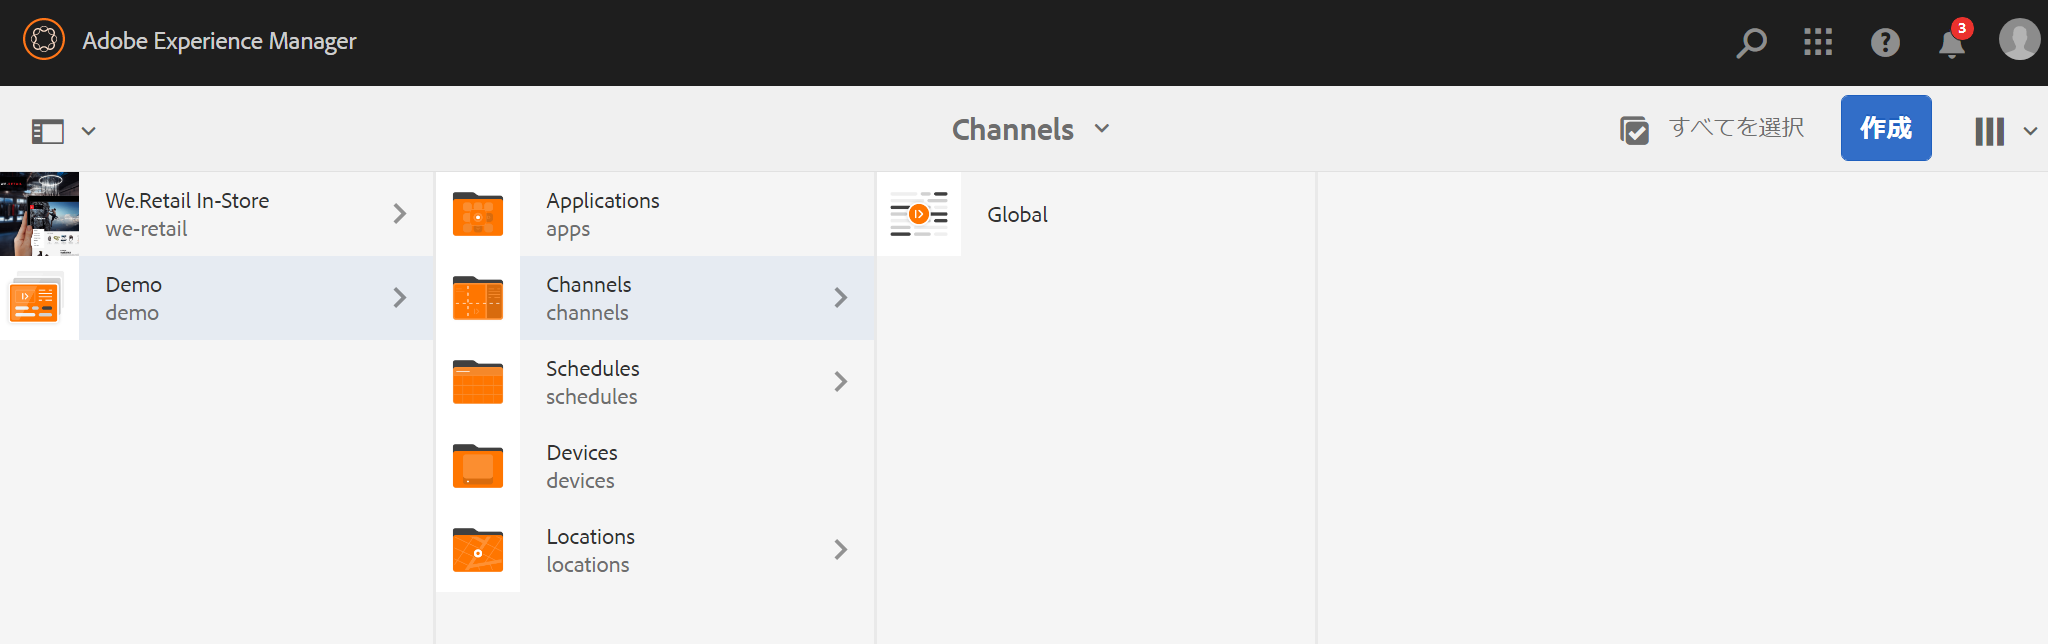 Adobe Experience Manager
3
Channels
すべてを選択
作成
We.Retail In-Store
we-retail
Demo
demo
Applications
apps
Channels
channels
Schedules
schedules
Devices
devices
Locations
locations
Global